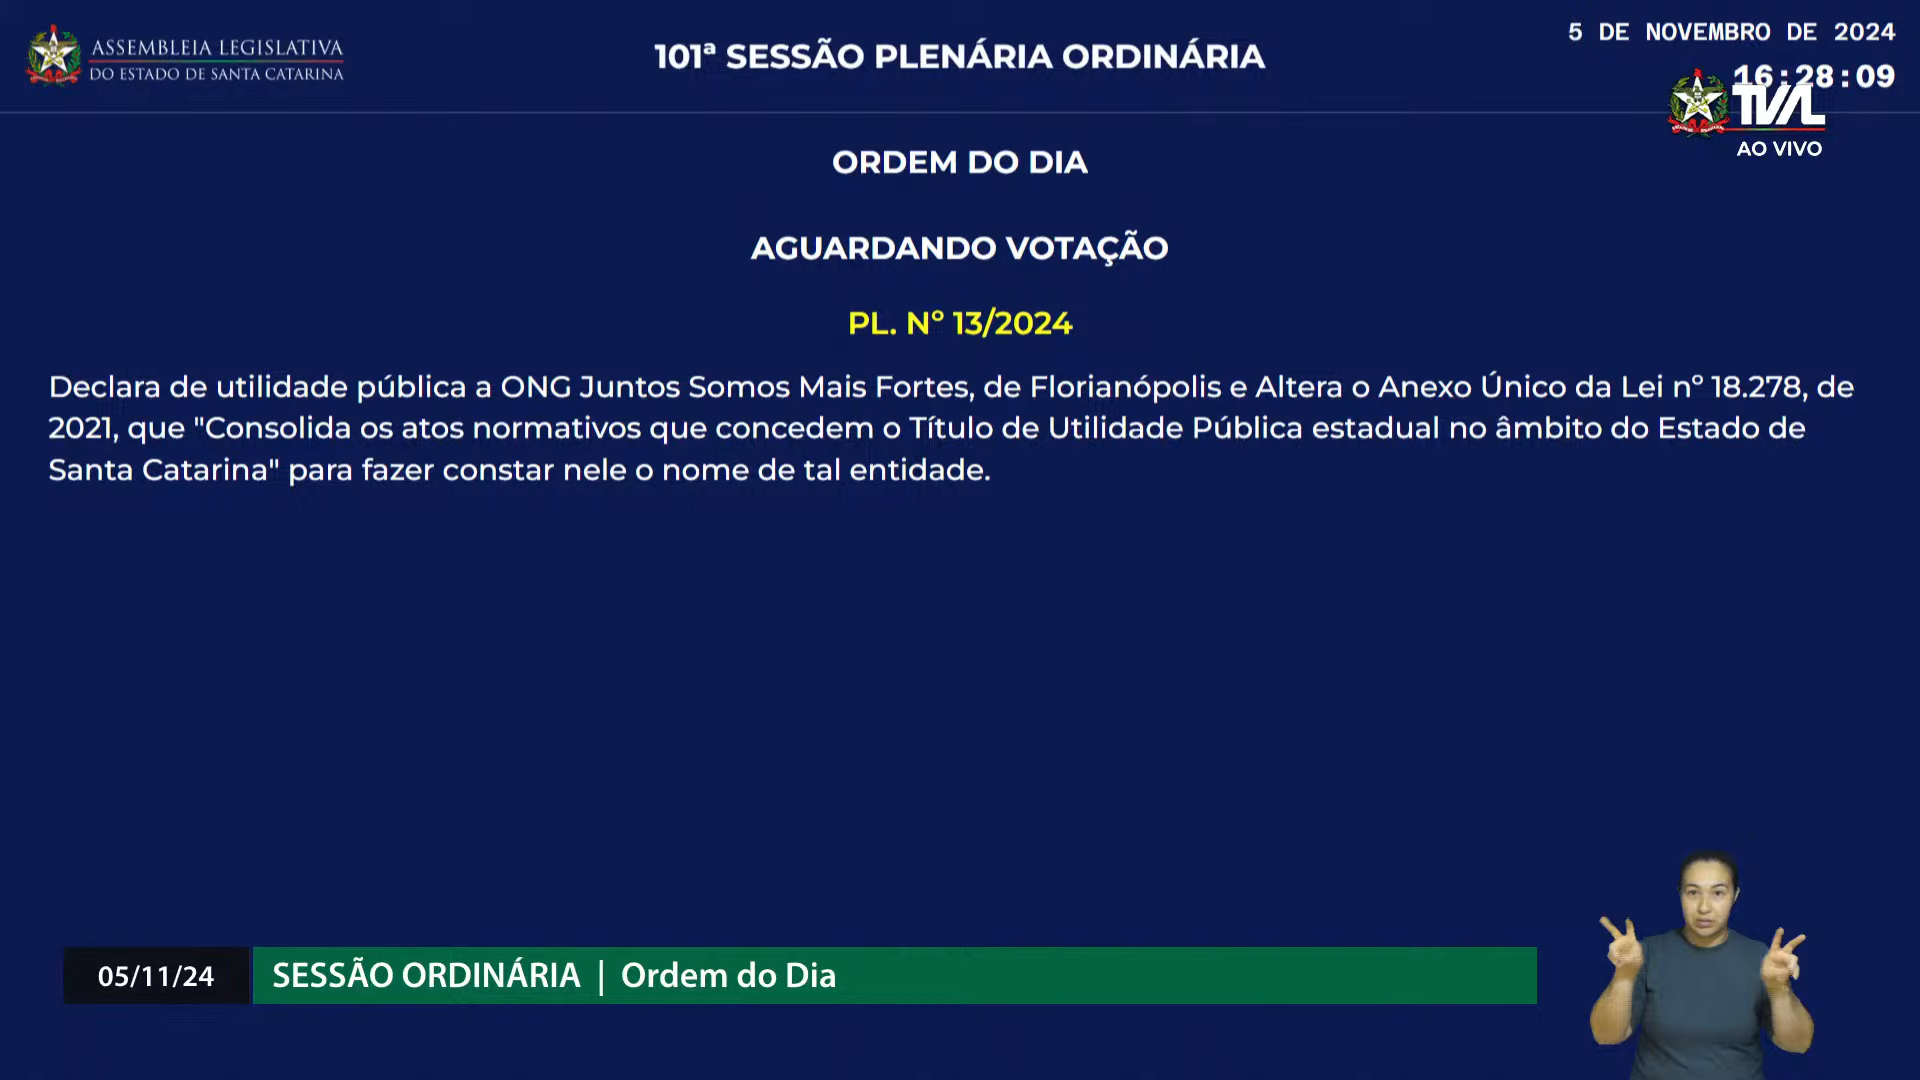 ASSEMBLEIA LEGISLATIVA
DO ESTADO DE SANTA CATARINA
101ª SESSÃO PLENÁRIA ORDINÁRIA
5 DE NOVEMBRO DE 2024
16:28:09
TVAL
AO VIVO
ORDEM DO DIA
AGUARDANDO VOTAÇÃO
PL. Nº 13/2024
Declara de utilidade pública a ONG Juntos Somos Mais Fortes, de Florianópolis e Altera o Anexo Único da Lei nº 18.278, de
2021, que "Consolida os atos normativos que concedem o Título de Utilidade Pública estadual no âmbito do Estado de
Santa Catarina" para fazer constar nele o nome de tal entidade.
05/11/24
SESSÃO ORDINÁRIA | Ordem do Dia